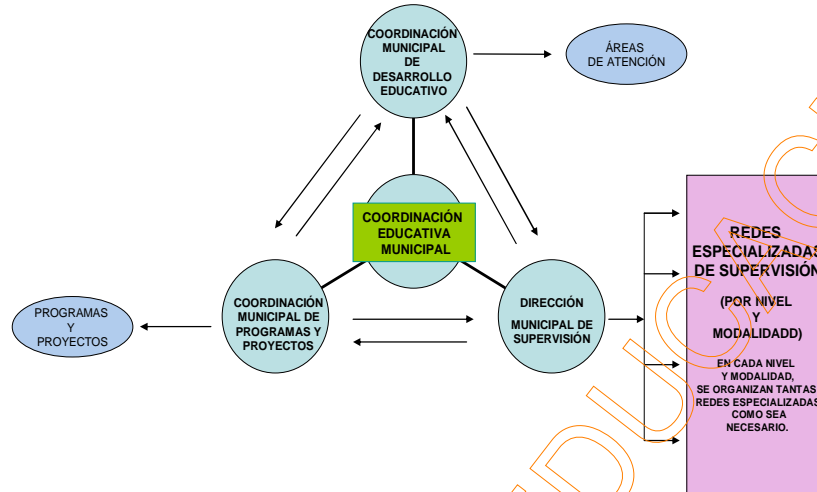 COORDINACIÓN
MUNICIPAL
DE
DESARROLLO
EDUCATIVO
ÁREAS
DE ATENCIÓN
COORDINACIÓN
EDUCATIVA
MUNICIPAL
PROGRAMAS
Y
PROYECTOS
COORDINACIÓN
MUNICIPAL DE
PROGRAMAS Y
PROYECTOS
DIRECCIÓN
MUNICIPAL DE
SUPERVISIÓN
REDES
ESPECIALIZADAS
DE SUPERVISIÓN
(POR NIVEL
Y
MODALIDADD)
EN CADA NIVEL
Y MODALIDAD,
SE ORGANIZAN TANTAS
REDES ESPECIALIZADAS
COMO SEA
NECESARIO.